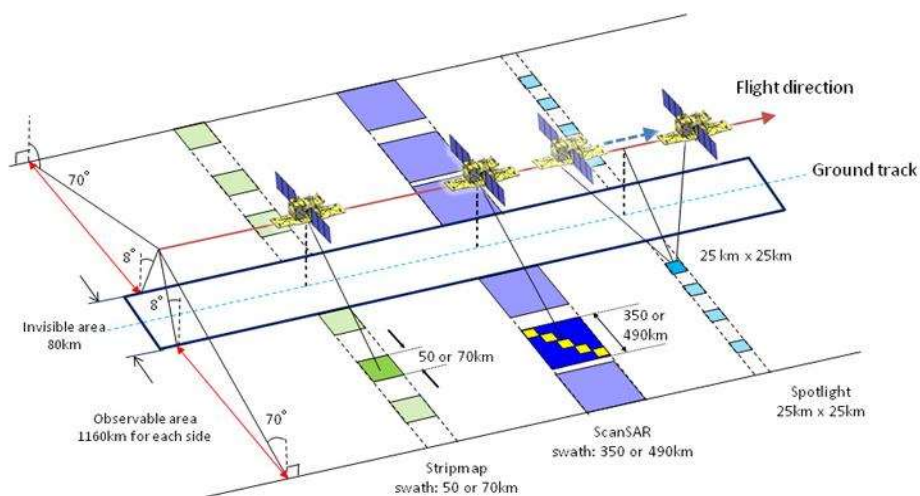 Flight direction
Ground track
70°
8°
8°
25 km x 25km
Invisible area
80km
350 or
490km
50 or 70km
Observable area
1160km for each side
70°
Spotlight
25km x 25km
ScanSAR
swath: 350 or 490km
Stripmap
swath: 50 or 70km